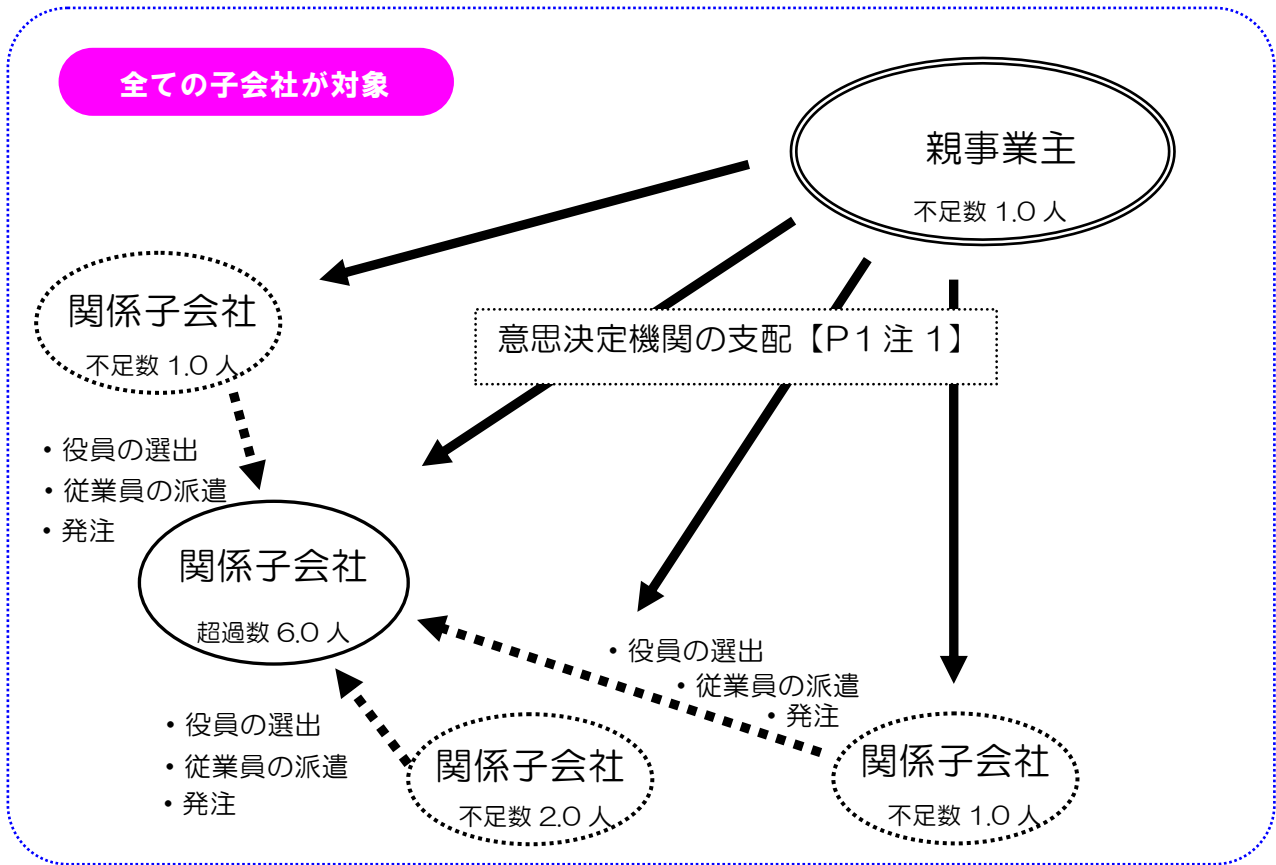 全ての子会社が対象
親事業主
不足数 1.0 人
関係子会社
不足数 1.0 人
意思決定機関の支配【P1注1】
・役員の選出
・従業員の派遣
・発注
関係子会社
超過数 6.0 人
・役員の選出
・従業員の派遣
・発注
・役員の選出
・従業員の派遣
・発注
関係子会社
不足数 2.0 人
関係子会社
不足数 1.0 人